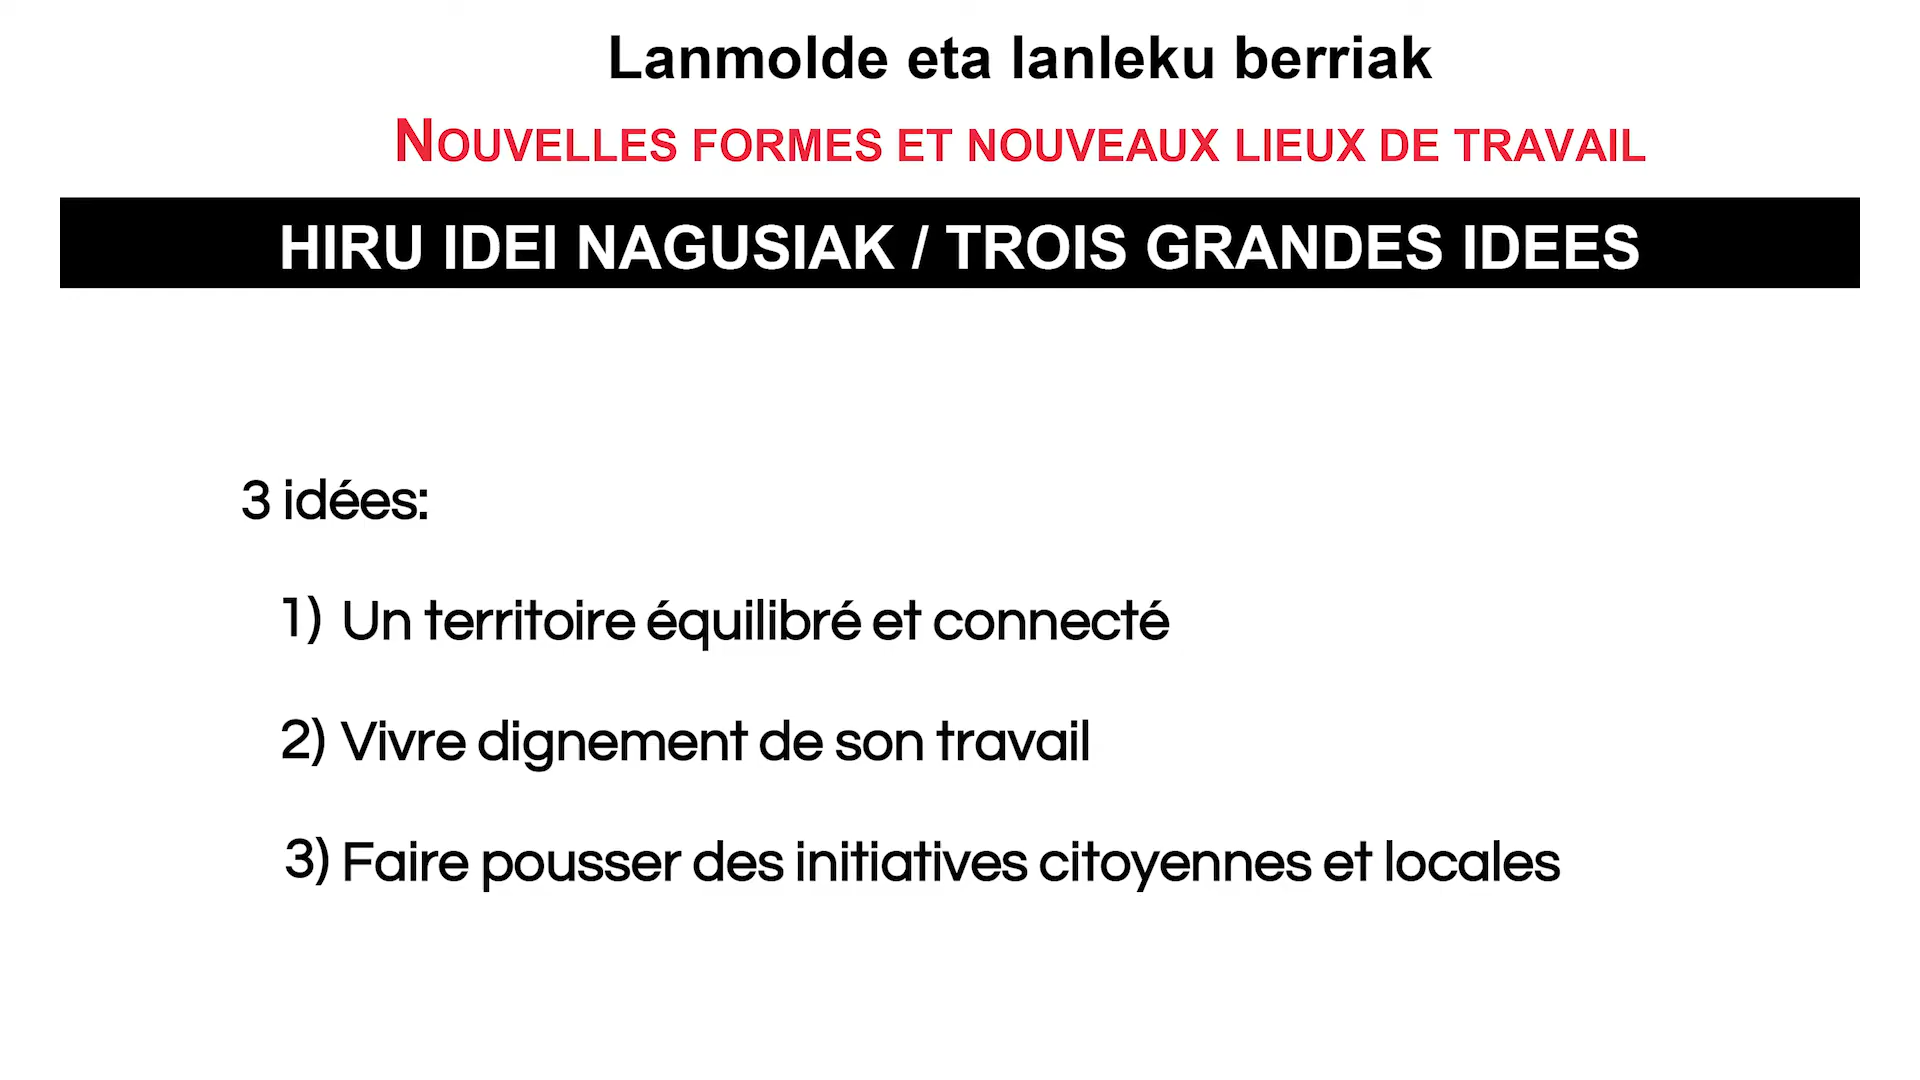 Lanmolde eta lanleku berriak
NOUVELLES FORMES ET NOUVEAUX LIEUX DE TRAVAIL
HIRU IDEI NAGUSIAK / TROIS GRANDES IDEES
3 idées:
1) Un territoire équilibré et connecté
2) Vivre dignement de son travail
3) Faire pousser des initiatives citoyennes et locales